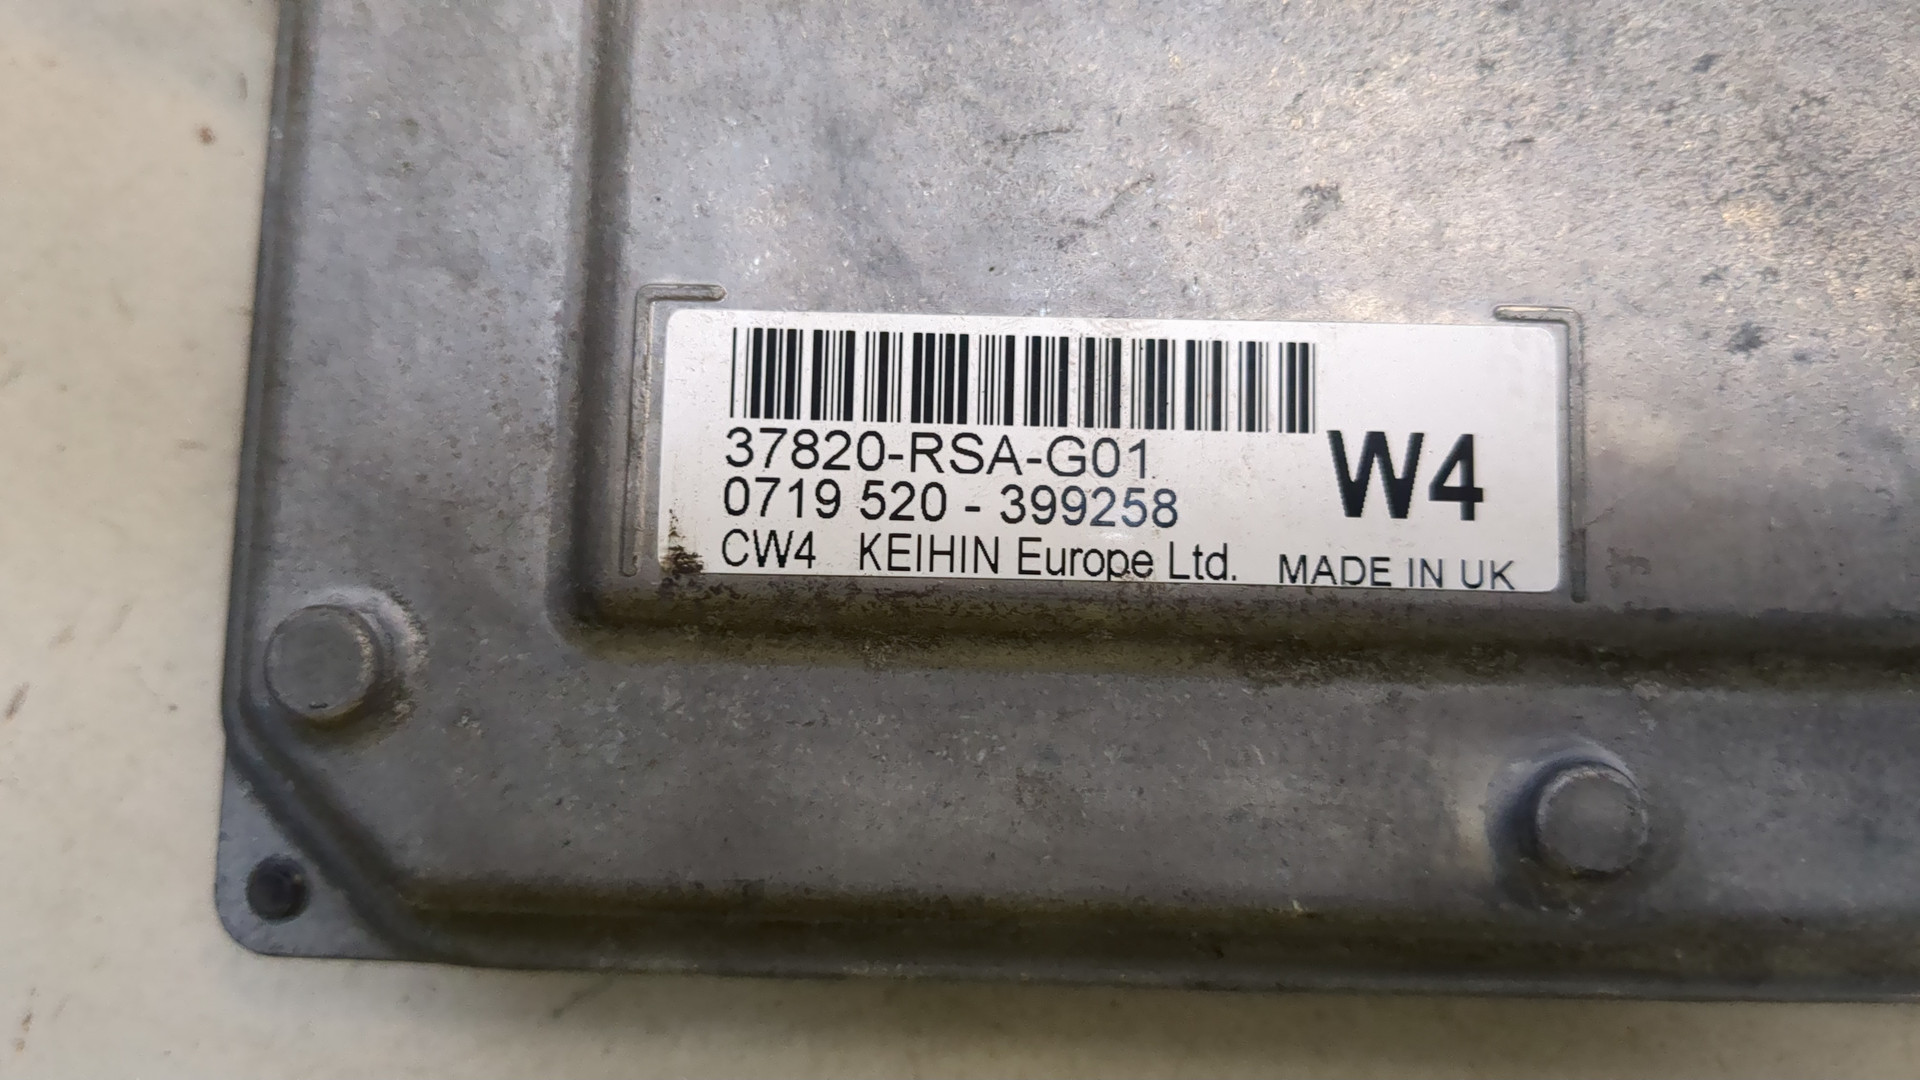 37820-RSA-G01
0719 520 - 399258
W4
CW4 KEIHIN Europe Ltd. MADE IN UK